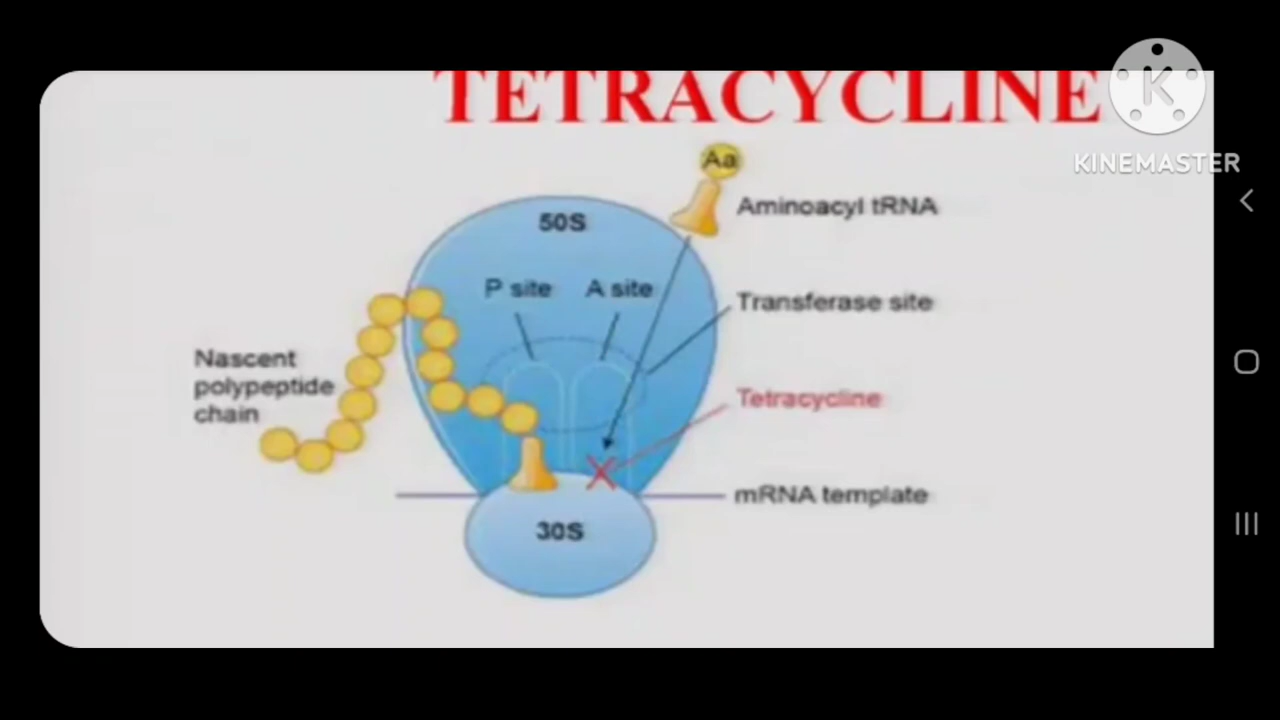 TETRACYCLINE
K
KINEMASTER
Aa
Aminoacyl tRNA
50S
P site
A site
Transferase site
Nascent
polypeptide
chain
Tetracycline
mRNA template
30S